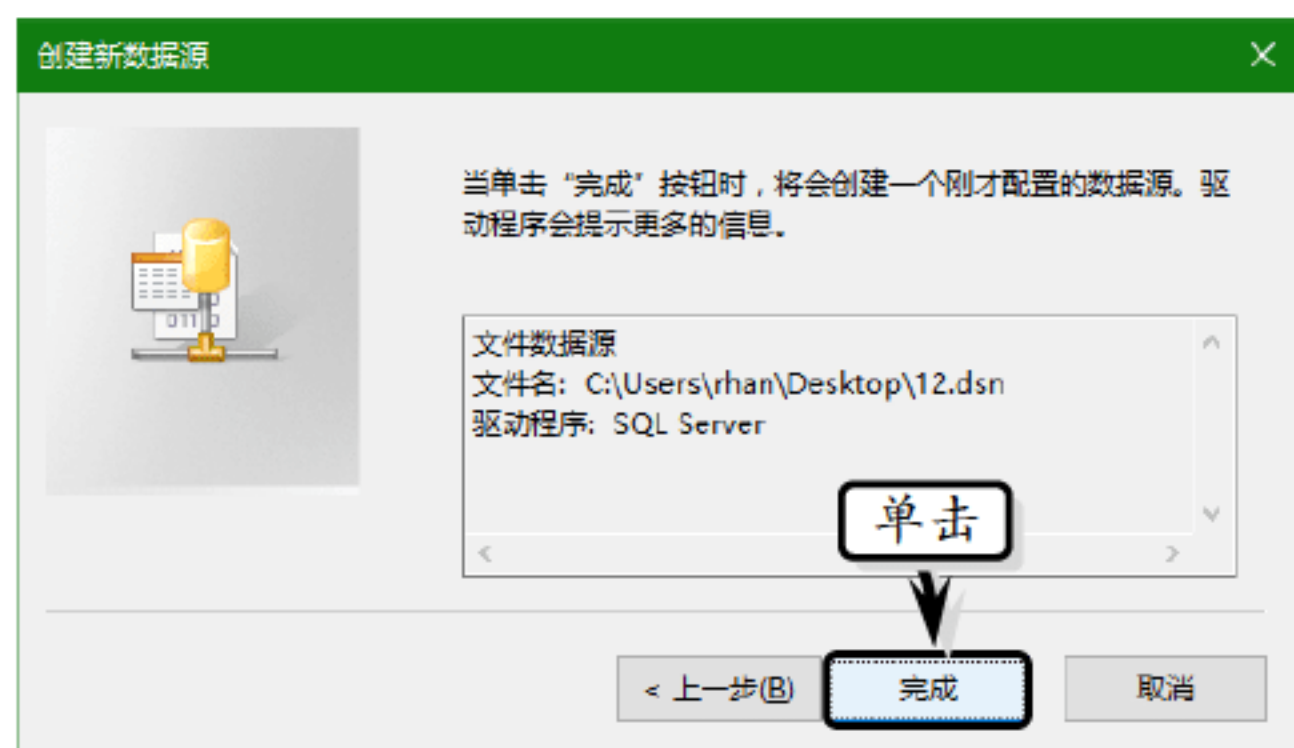 创建新数据源
当单击“完成”按钮时，将会创建一个刚才配置的数据源。驱
动程序会提示更多的信息。
文件数据源
文件名: C:\Users\rhan\Desktop\12.dsn
驱动程序: SQL Server
单击
< 上一步(B)
完成
取消